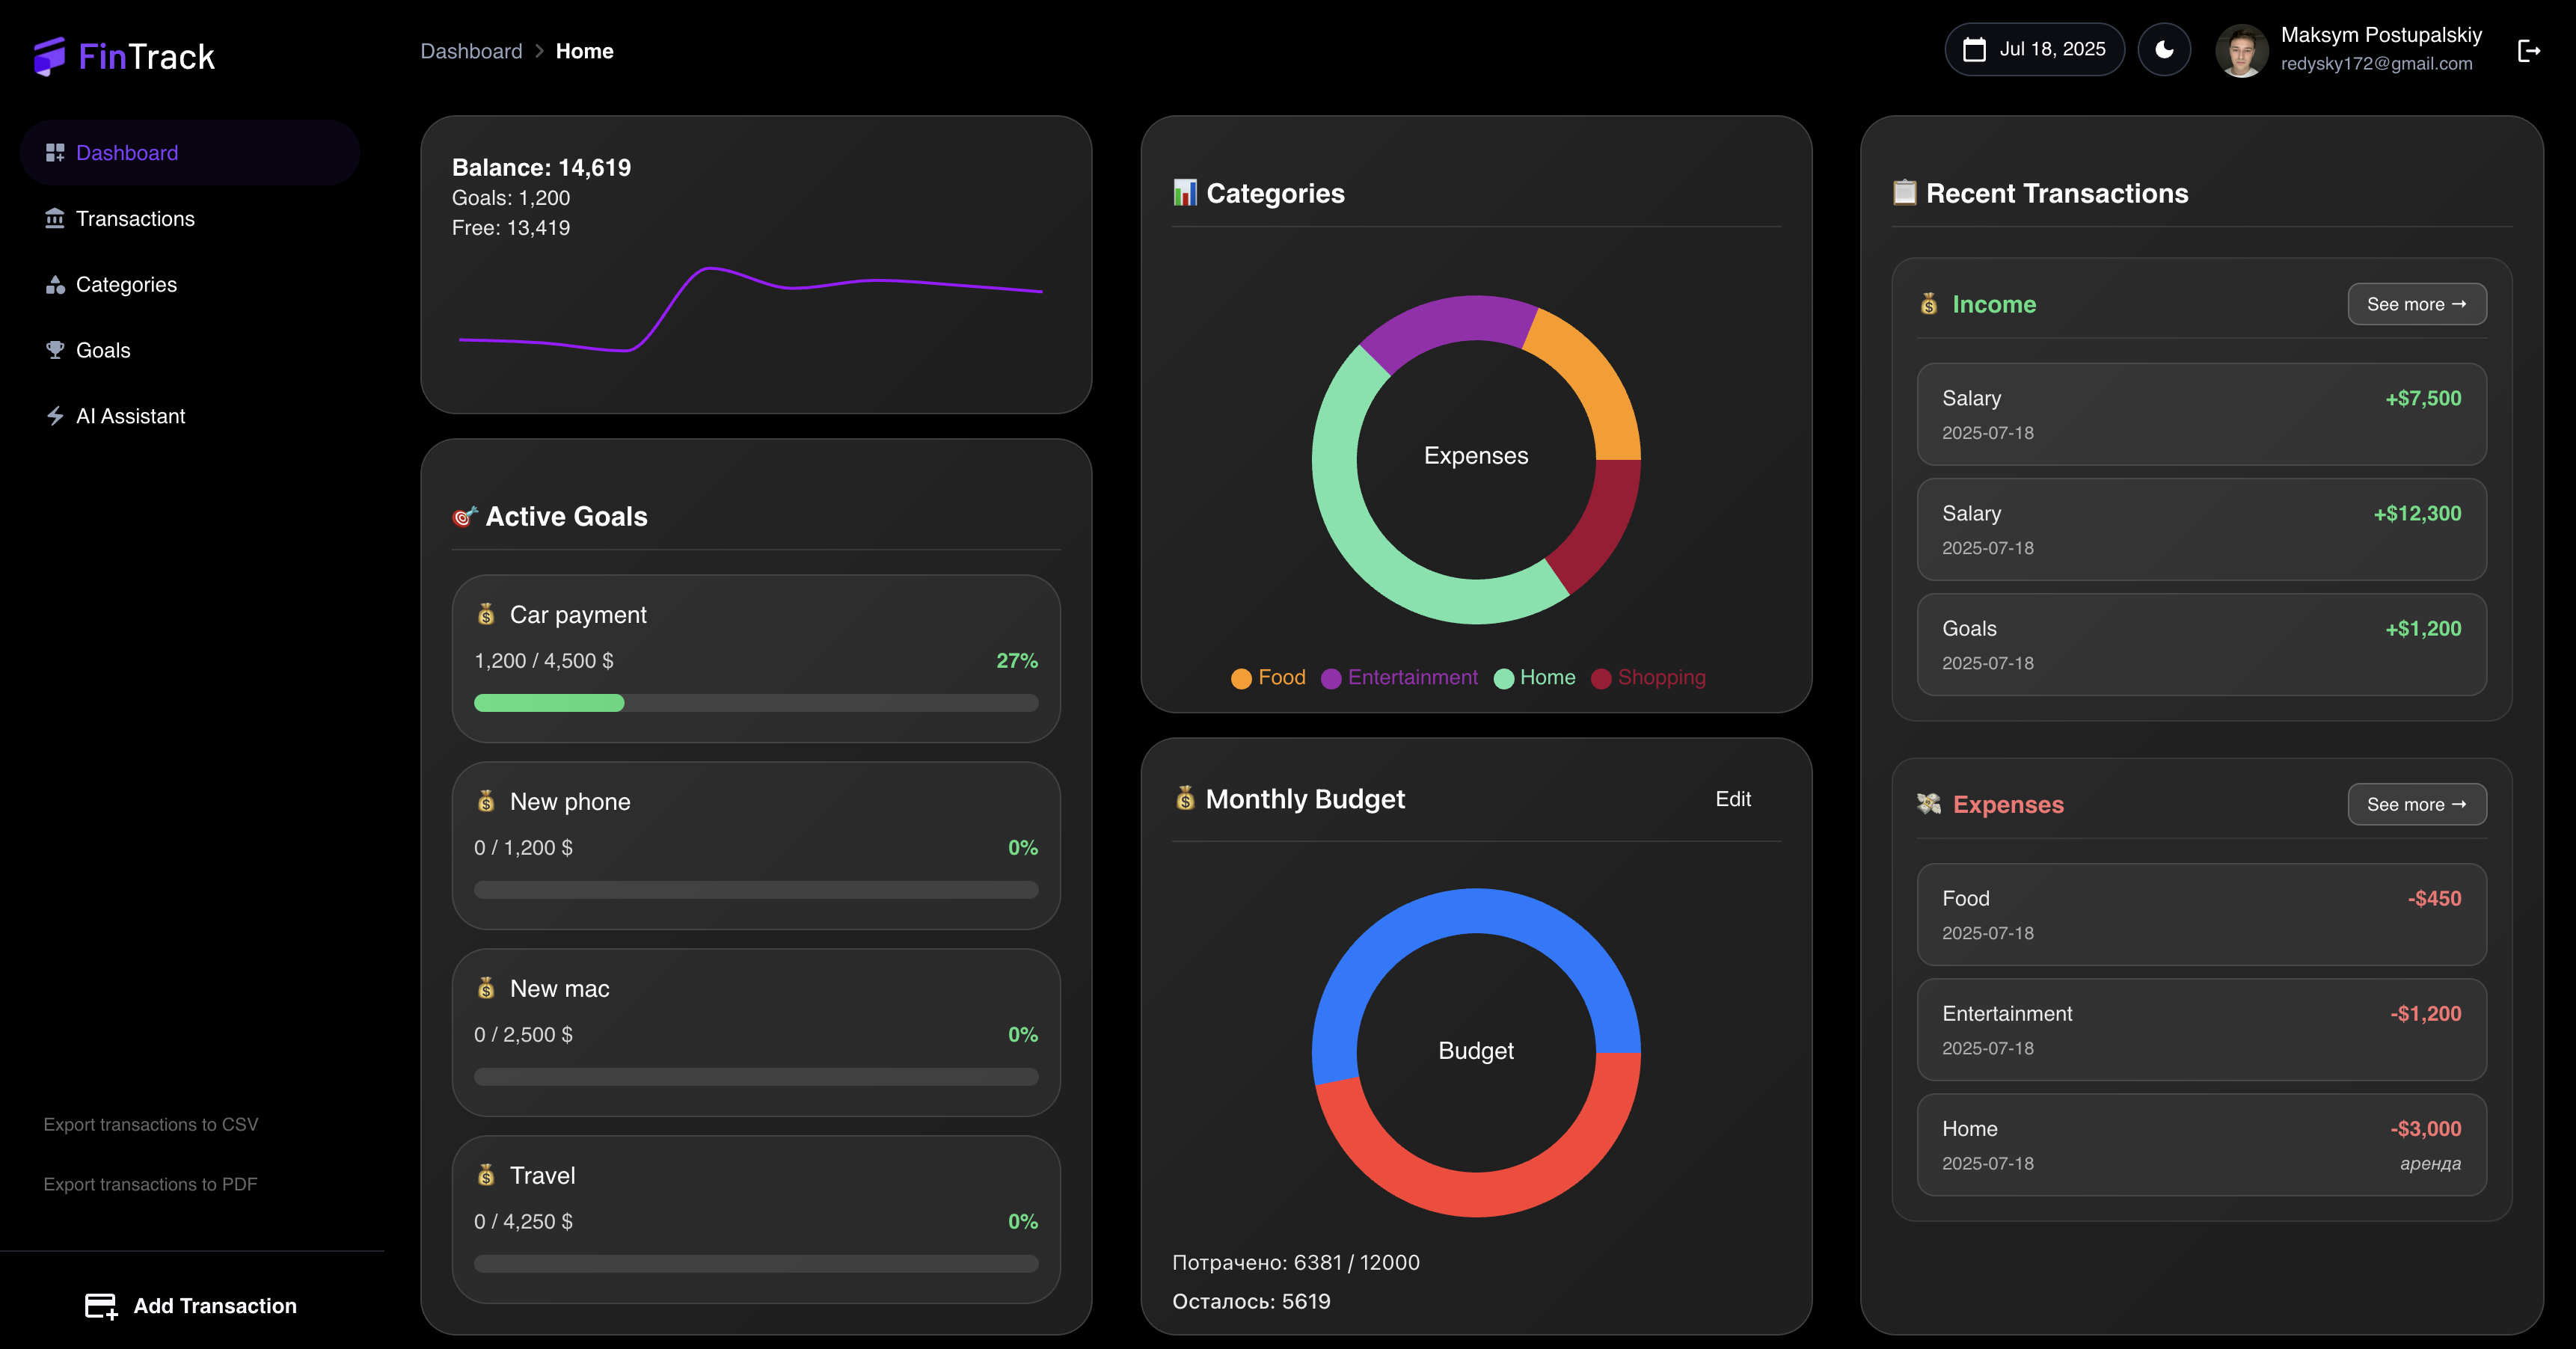 FinTrack
Dashboard
Transactions
Categories
Goals
AI Assistant
Export transactions to CSV
Export transactions to PDF
Add Transaction
Dashboard > Home
Jul 18, 2025
Maksym Postupalskiy
redysky172@gmail.com
Balance: 14,619
Goals: 1,200
Free: 13,419
Active Goals
Car payment
1,200 / 4,500 $
27%
New phone
0 / 1,200 $
0%
New mac
0 / 2,500 $
0%
Travel
0 / 4,250 $
0%
Categories
Expenses
Food
Entertainment
Home
Shopping
Monthly Budget
Edit
Budget
Потрачено: 6381 / 12000
Осталось: 5619
Recent Transactions
Income
See more →
Salary
+$7,500
2025-07-18
Salary
+$12,300
2025-07-18
Goals
+$1,200
2025-07-18
Expenses
See more →
Food
-$450
2025-07-18
Entertainment
-$1,200
2025-07-18
Home
-$3,000
2025-07-18
аренда